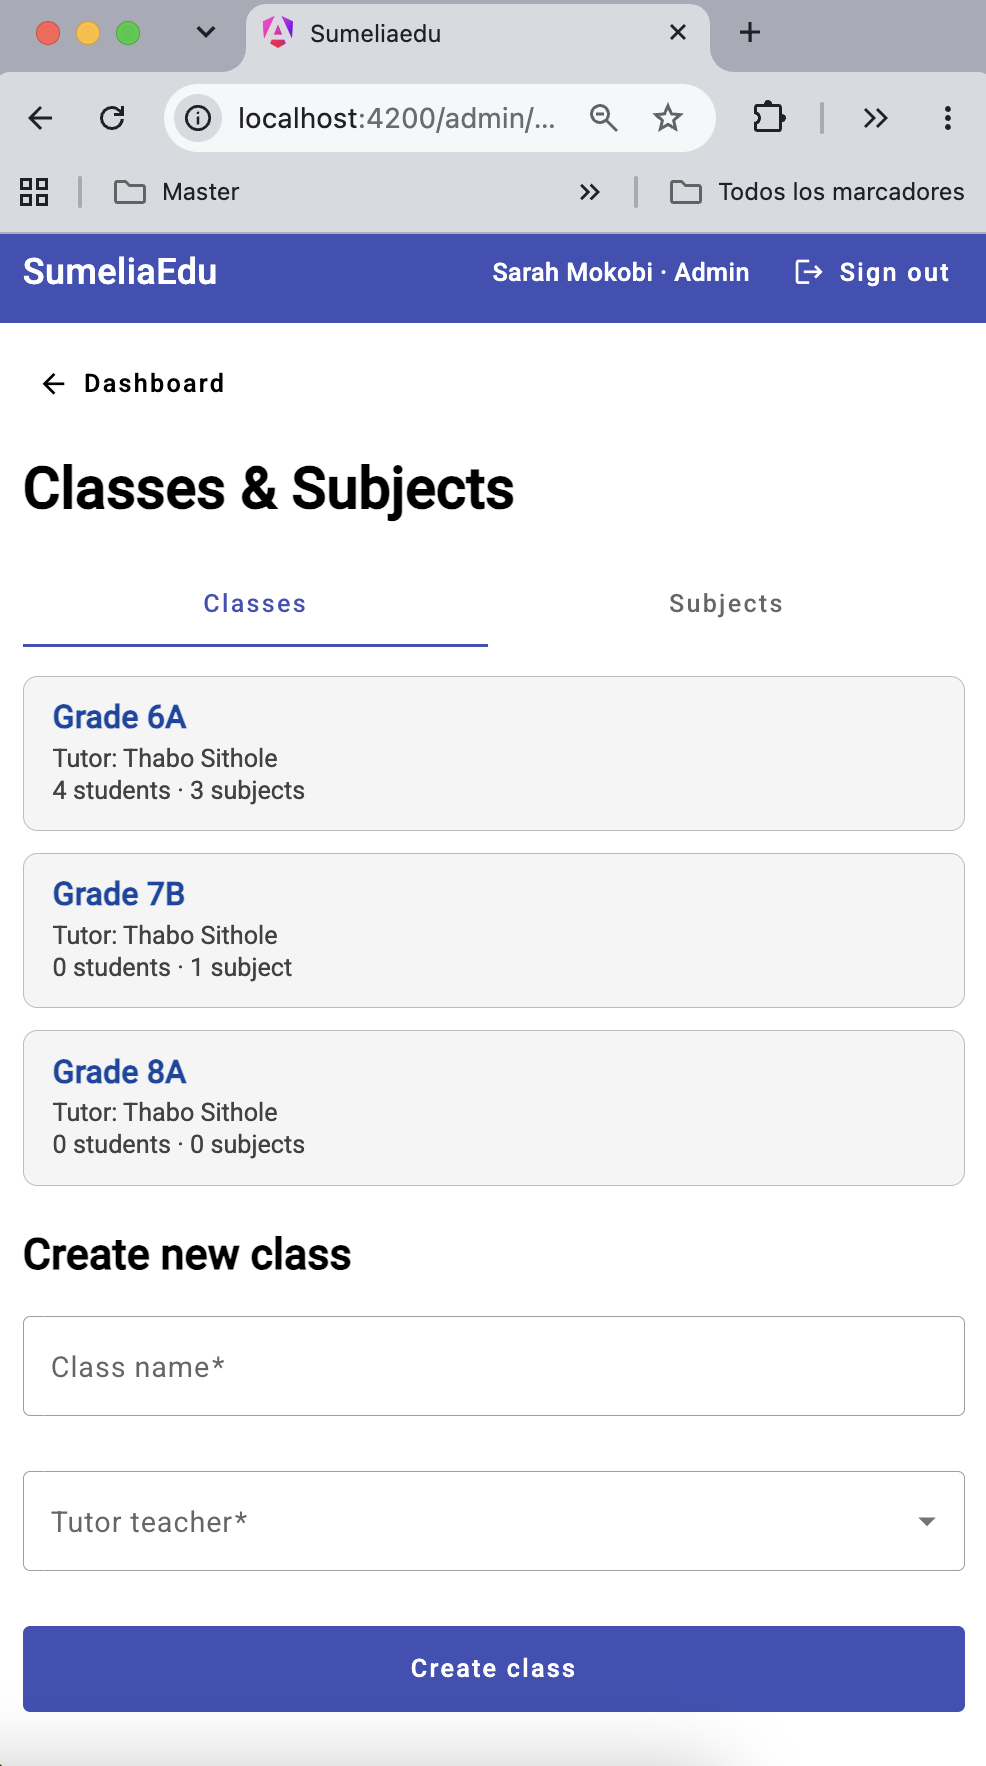 Sumeliaedu
localhost:4200/admin/...
Master
Todos los marcadores
SumeliaEdu
Sarah Mokobi · Admin
Sign out
Dashboard
Classes & Subjects
Classes
Subjects
Grade 6A
Tutor: Thabo Sithole
4 students · 3 subjects
Grade 7B
Tutor: Thabo Sithole
0 students · 1 subject
Grade 8A
Tutor: Thabo Sithole
0 students · 0 subjects
Create new class
Class name*
Tutor teacher*
Create class